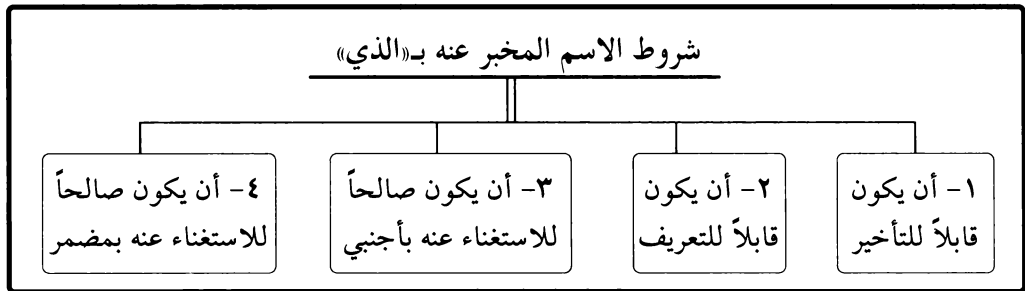 شروط الاسم المخبر عنه بـ«الذي»
١- أن يكون
قابلاً للتأخير
٢- أن يكون
قابلاً للتعريف
٣- أن يكون صالحاً
للاستغناء عنه بأجنبي
٤- أن يكون صالحاً
للاستغناء عنه بمضمر